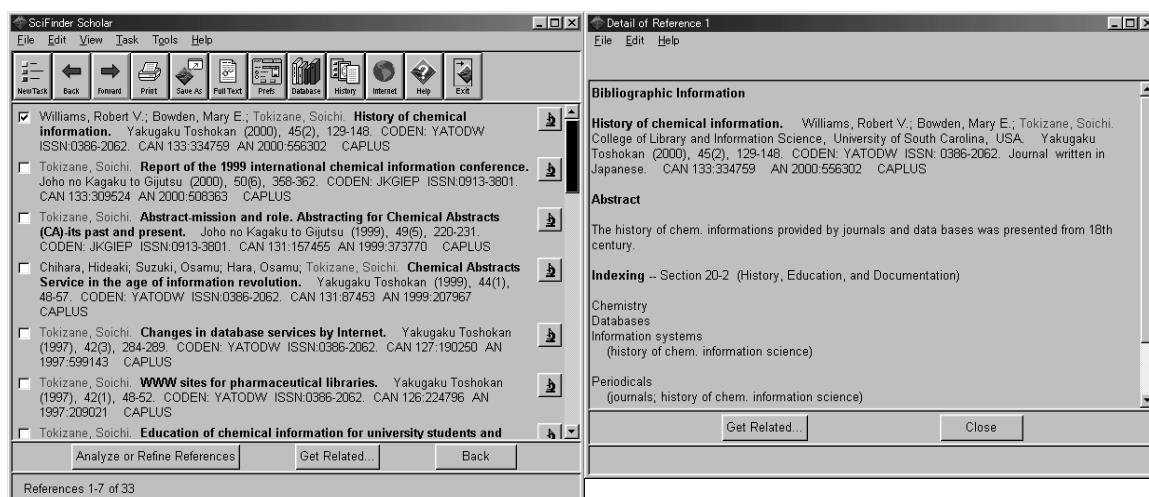 SciFinder Scholar
File Edit View Task Tools Help
New Task Back Forward Print Save As Full Text Prefs Database History Internet Help Exit
Williams, Robert V.; Bowden, Mary E.; Tokizane, Soichi. History of chemical
information. Yakugaku Toshokan (2000), 45(2), 129-148. CODEN: YATODW
ISSN:0386-2062. CAN 133:334759 AN 2000:556302 CAPLUS
Tokizane, Soichi. Report of the 1999 international chemical information conference.
Joho no Kagaku to Gijutsu (2000), 50(6), 358-362. CODEN: JKGIEP ISSN:0913-3801.
CAN 133:309524 AN 2000:508363 CAPLUS
Tokizane, Soichi. Abstract-mission and role. Abstracting for Chemical Abstracts
(CA)-its past and present. Joho no Kagaku to Gijutsu (1999), 49(5), 220-231.
CODEN: JKGIEP ISSN:0913-3801. CAN 131:157455 AN 1999:373770 CAPLUS
Chihara, Hideaki; Suzuki, Osamu; Hara, Osamu; Tokizane, Soichi. Chemical Abstracts
Service in the age of information revolution. Yakugaku Toshokan (1999), 44(1),
48-57. CODEN: YATODW ISSN:0386-2062. CAN 131:87453 AN 1999:207967
CAPLUS
Tokizane, Soichi. Changes in database services by Internet. Yakugaku Toshokan
(1997), 42(3), 284-289. CODEN: YATODW ISSN:0386-2062. CAN 127:190250 AN
1997:599143 CAPLUS
Tokizane, Soichi. WWW sites for pharmaceutical libraries. Yakugaku Toshokan
(1997), 42(1), 48-52. CODEN: YATODW ISSN:0386-2062. CAN 126:224796 AN
1997:209021 CAPLUS
Tokizane, Soichi. Education of chemical information for university students and
Analyze or Refine References Get Related... Back
References 1-7 of 33
Detail of Reference 1
File Edit Help
Bibliographic Information
History of chemical information. Williams, Robert V.; Bowden, Mary E.; Tokizane, Soichi.
College of Library and Information Science, University of South Carolina, USA. Yakugaku
Toshokan (2000), 45(2), 129-148. CODEN: YATODW ISSN: 0386-2062. Journal written in
Japanese. CAN 133:334759 AN 2000:556302 CAPLUS
Abstract
The history of chem. informations provided by journals and data bases was presented from 18th
century.
Indexing -- Section 20-2 (History, Education, and Documentation)
Chemistry
Databases
Information systems
(history of chem. information science)
Periodicals
(journals; history of chem. information science)
Get Related... Close